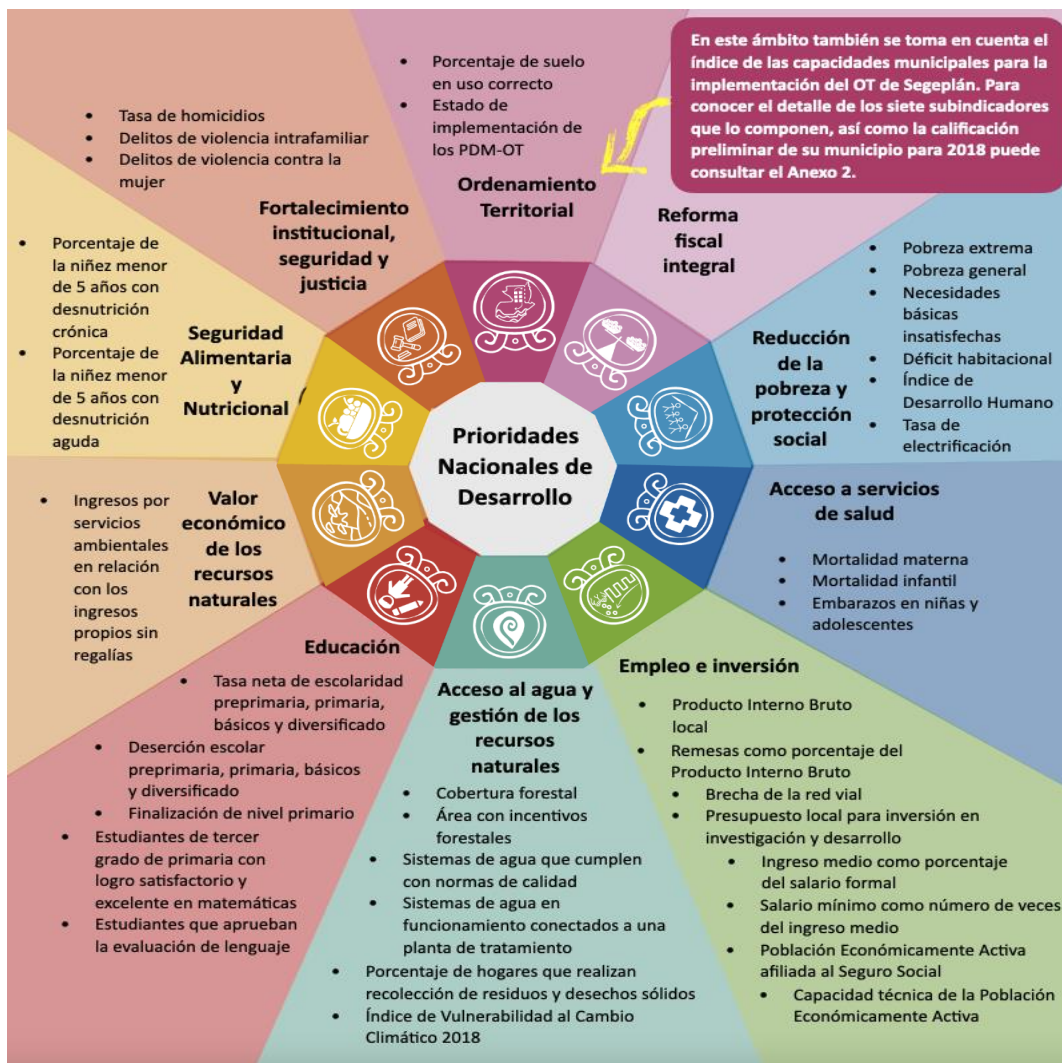 Prioridades
Nacionales de
Desarrollo
Ordenamiento
Territorial
• Porcentaje de suelo
en uso correcto
• Estado de
implementación de
los PDM-OT
En este ámbito también se toma en cuenta el
índice de las capacidades municipales para la
implementación del OT de Segeplán. Para
conocer el detalle de los siete subindicadores
que lo componen, así como la calificación
preliminar de su municipio para 2018 puede
consultar el Anexo 2.
Reforma
fiscal
integral
Reducción
de la
pobreza y
protección
social
• Pobreza extrema
• Pobreza general
• Necesidades
básicas
insatisfechas
• Déficit habitacional
• Índice de
Desarrollo Humano
• Tasa de
electrificación
Acceso a servicios
de salud
• Mortalidad materna
• Mortalidad infantil
• Embarazos en niñas y
adolescentes
Empleo e inversión
• Producto Interno Bruto
local
• Remesas como porcentaje del
Producto Interno Bruto
• Brecha de la red vial
• Presupuesto local para inversión en
investigación y desarrollo
• Ingreso medio como porcentaje
del salario formal
• Salario mínimo como número de veces
del ingreso medio
• Población Económicamente Activa
afiliada al Seguro Social
• Capacidad técnica de la Población
Económicamente Activa
Acceso al agua y
gestión de los
recursos
naturales
• Cobertura forestal
• Área con incentivos
forestales
• Sistemas de agua que cumplen
con normas de calidad
• Sistemas de agua en
funcionamiento conectados a una
planta de tratamiento
• Porcentaje de hogares que realizan
recolección de residuos y desechos sólidos
• Índice de Vulnerabilidad al Cambio
Climático 2018
Educación
• Tasa neta de escolaridad
preprimaria, primaria,
básicos y diversificado
• Deserción escolar
preprimaria, primaria, básicos
y diversificado
• Finalización de nivel primario
• Estudiantes de tercer
grado de primaria con
logro satisfactorio y
excelente en matemáticas
• Estudiantes que aprueban
la evaluación de lenguaje
Valor
económico
de los
recursos
naturales
• Ingresos por
servicios
ambientales
en relación
con los
ingresos
propios sin
regalías
Seguridad
Alimentaria
y
Nutricional
• Porcentaje de
la niñez menor
de 5 años con
desnutrición
crónica
• Porcentaje de
la niñez menor
de 5 años con
desnutrición
aguda
Fortalecimiento
institucional,
seguridad y
justicia
• Tasa de homicidios
• Delitos de violencia intrafamiliar
• Delitos de violencia contra la
mujer